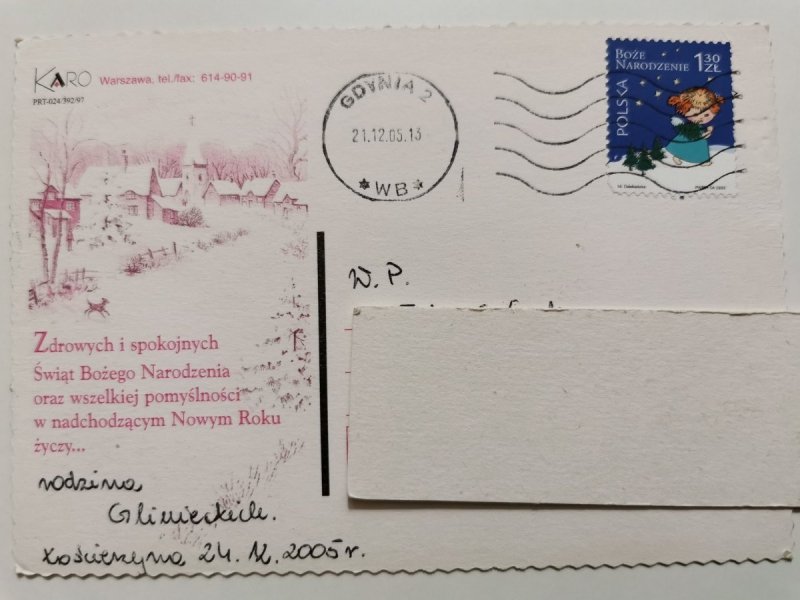 KARO Warszawa, tel./fax: 614-90-91
PRT-024/392/97
GDYNIA 2
21.12.05.13
* WB *
BOŻE
NARODZENIE
1 30
ZŁ
POLSKA
Zdrowych i spokojnych
Świąt Bożego Narodzenia
oraz wszelkiej pomyślności
w nadchodzącym Nowym Roku
życzy...
rodzina
Glinieckich.
Kościerzyna 24. 12. 2005 r.
W. P.